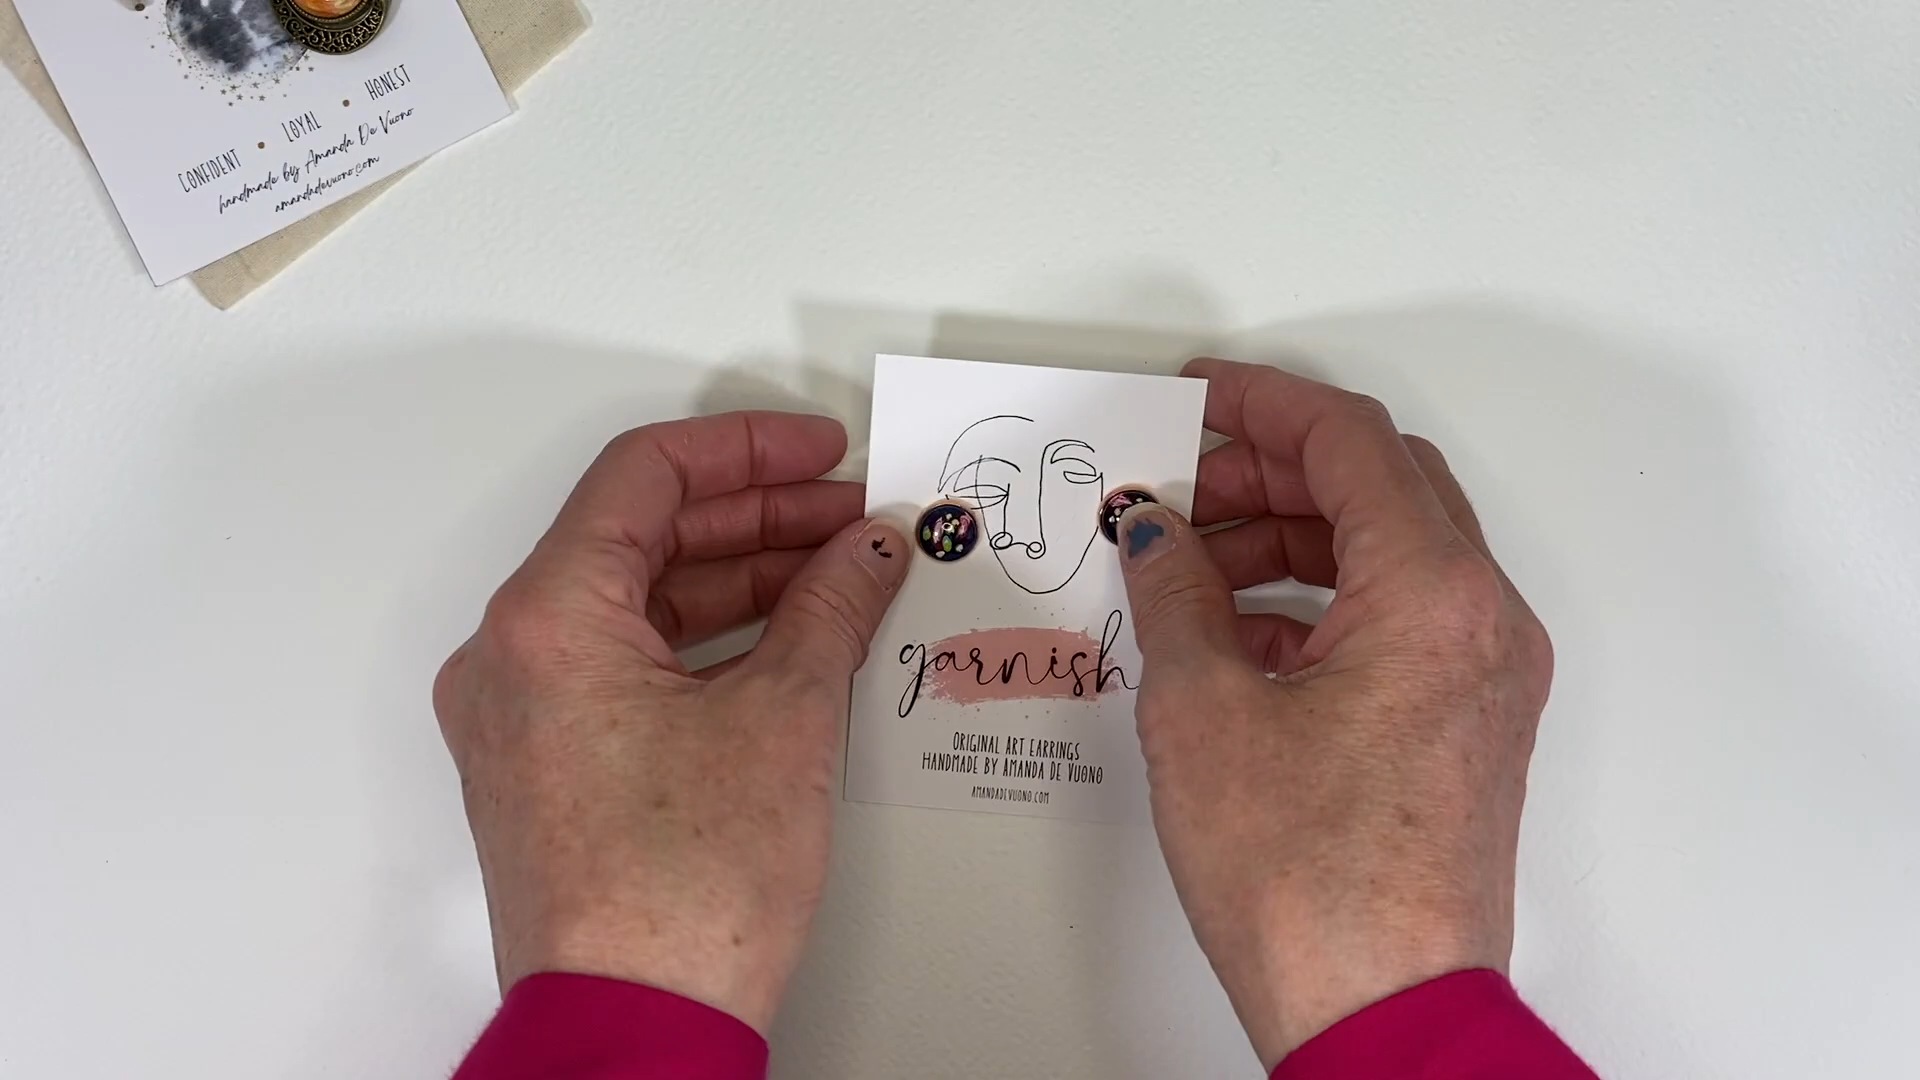 CONFIDENT • LOYAL • HONEST
handmade by Amanda De Vuono
amandadevuono.com
garnish
ORIGINAL ART EARRINGS
HANDMADE BY AMANDA DE VUONO
AMANDADEVUONO.COM